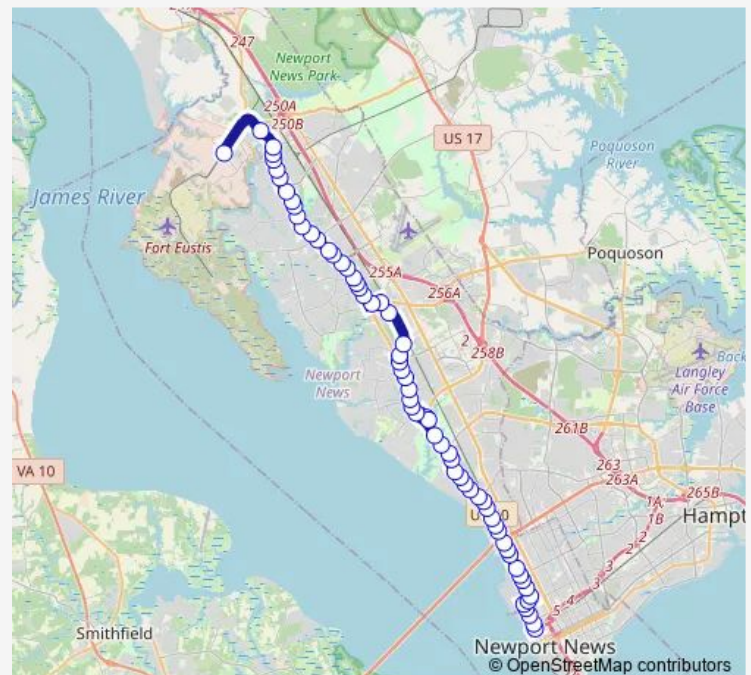 247
Newport
News Park
250A
250B
US 17
Poquoson
River
James River
Fort Eustis
Poquoson
255A
256A
2
258B
Back
Langley
Air Force
Base
Newport
News
261B
VA 10
263
263A
265B
1A
1B
Hampt
2
2
3
3
4
5
Smithfield
Newport News
© OpenStreetMap contributors